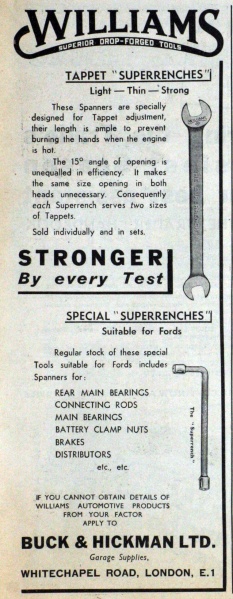 WILLIAMS
SUPERIOR DROP-FORGED TOOLS
TAPPET "SUPERRENCHES"
Light — Thin — Strong
These Spanners are specially
designed for Tappet adjustment,
their length is ample to prevent
burning the hands when the engine
is hot.
The 15° angle of opening is
unequalled in efficiency. It makes
the same size opening in both
heads unnecessary. Consequently
each Superrench serves two sizes
of Tappets.
Sold individually and in sets.
STRONGER
By every Test
SPECIAL "SUPERRENCHES"
Suitable for Fords
Regular stock of these special
Tools suitable for Fords includes
Spanners for:
REAR MAIN BEARINGS
CONNECTING RODS
MAIN BEARINGS
BATTERY CLAMP NUTS
BRAKES
DISTRIBUTORS
etc., etc.
The "Superrench"
IF YOU CANNOT OBTAIN DETAILS OF
WILLIAMS AUTOMOTIVE PRODUCTS
FROM YOUR FACTOR
APPLY TO
BUCK & HICKMAN LTD.
Garage Supplies,
WHITECHAPEL ROAD, LONDON, E.1